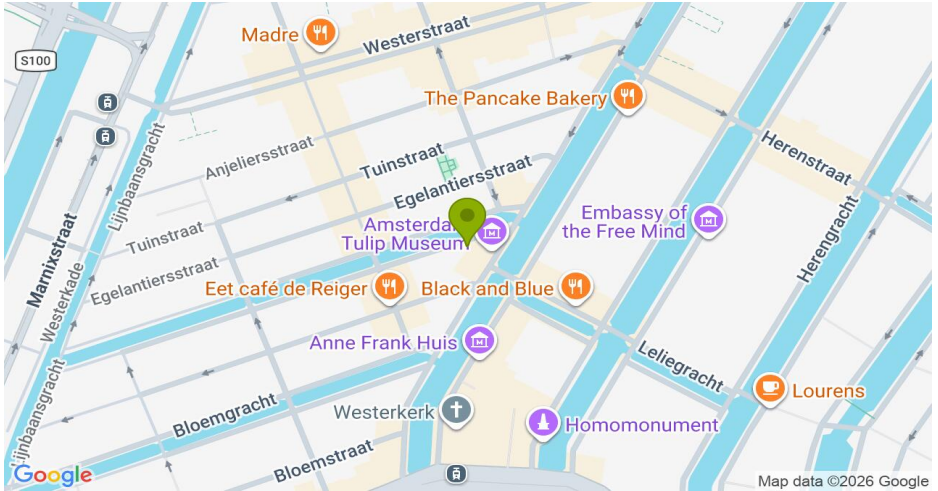 Madre
Westerstraat
S100
The Pancake Bakery
Anjeliersstraat
Tuinstraat
Herenstraat
Egelantiersstraat
Lijnbaansgracht
Amsterdam
Tulip Museum
Embassy of
the Free Mind
Tuinstraat
Herengracht
Marnixstraat
Westerkade
Egelantiersstraat
Eet café de Reiger
Black and Blue
Anne Frank Huis
Leliegracht
Lourens
Lijnbaansgracht
Bloemgracht
Westerkerk
Homomonument
Bloemstraat
Google
Map data ©2026 Google